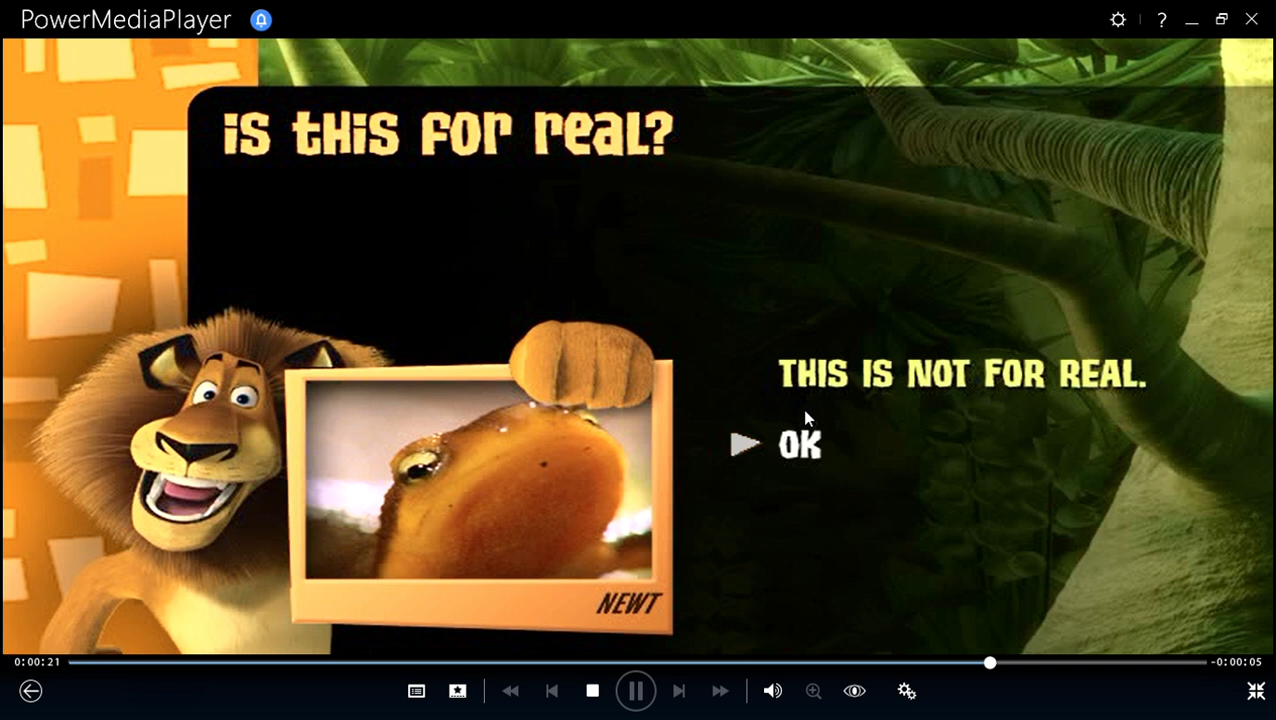 PowerMediaPlayer
?
is this for real?
THIS IS NOT FOR REAL.
OK
NEWT
0:00:21
-0:00:05